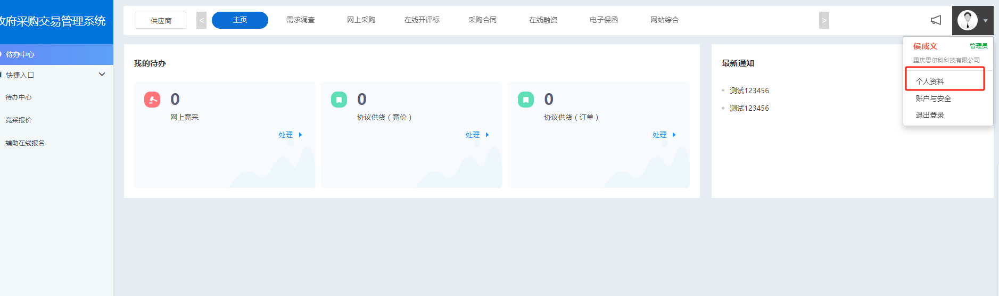 政府采购交易管理系统
供应商
<
主页
需求调查
网上采购
在线开评标
采购合同
在线融资
电子保函
网站综合
>
待办中心
快捷入口
待办中心
竞采报价
辅助在线报名
我的待办
0
网上竞采
处理
0
协议供货（竞价）
处理
0
协议供货（订单）
处理
最新通知
测试123456
测试123456
侯成文
管理员
重庆思尔科科技有限公司
个人资料
账户与安全
退出登录